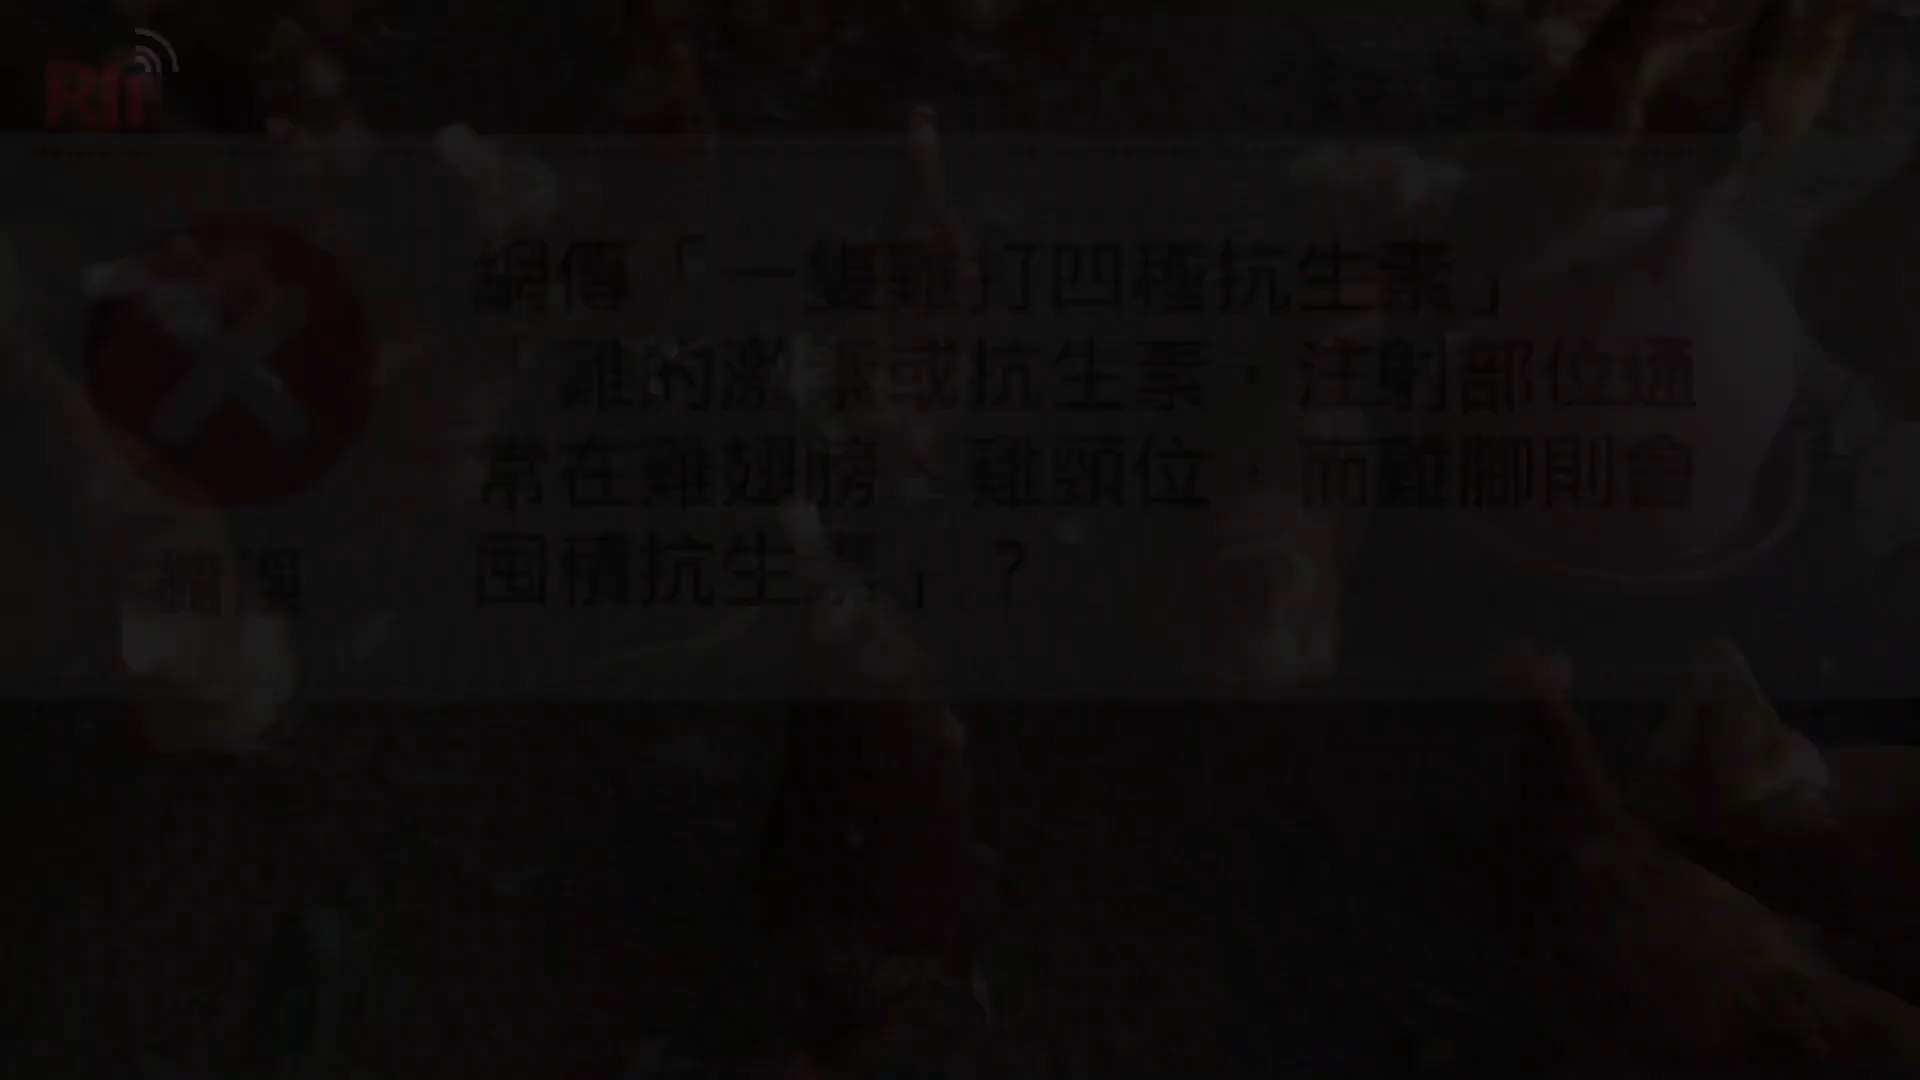 Rti
網傳「一隻雞打四種抗生素」
「雞的激素或抗生素，注射部位通
常在雞翅膀、雞頸位，而雞腳則會
囤積抗生素」？
錯誤